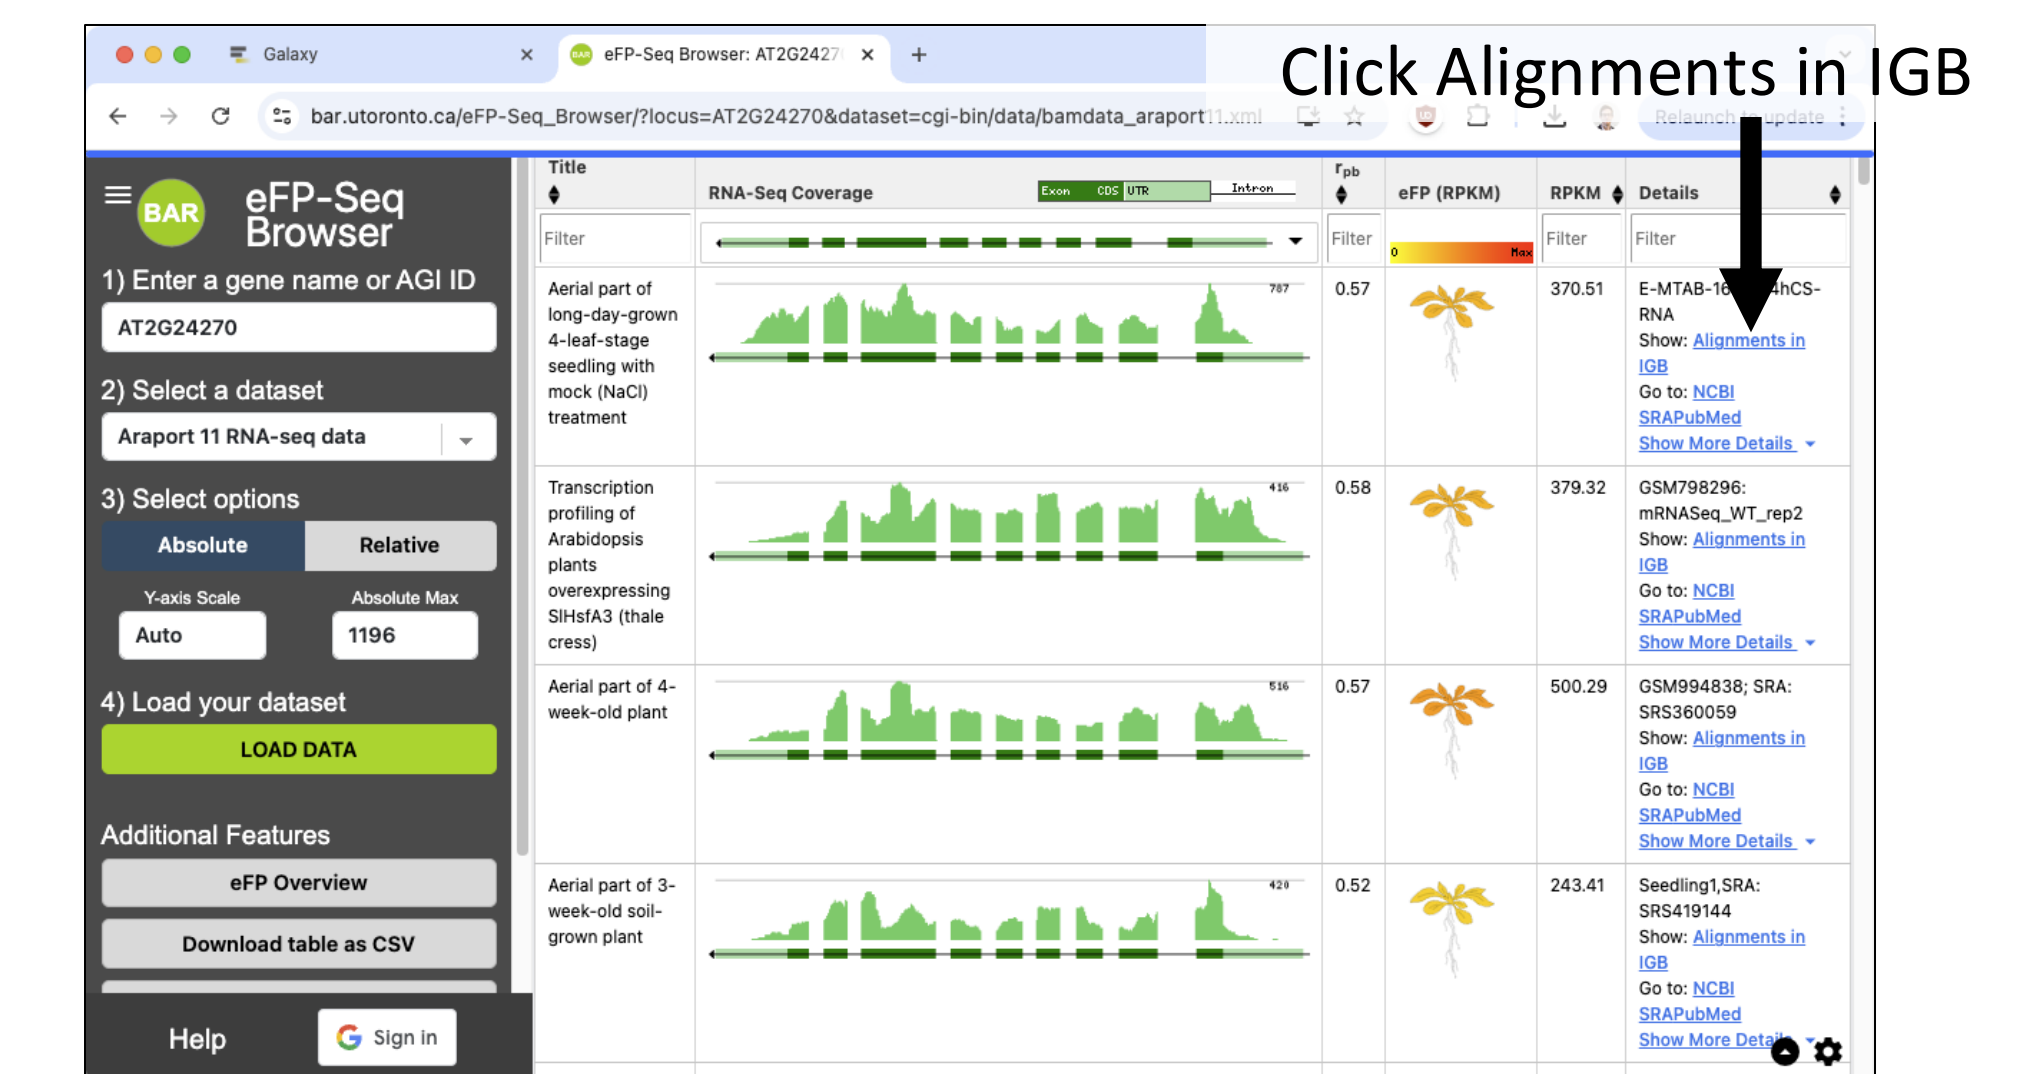 Click Alignments in IGB
Galaxy
eFP-Seq Browser: AT2G2427
bar.utoronto.ca/eFP-Seq_Browser/?locus=AT2G24270&dataset=cgi-bin/data/bamdata_araport11.xml
Relaunch to update
BAR
eFP-Seq
Browser
1) Enter a gene name or AGI ID
AT2G24270
2) Select a dataset
Araport 11 RNA-seq data
3) Select options
Absolute
Relative
Y-axis Scale
Absolute Max
Auto
1196
4) Load your dataset
LOAD DATA
Additional Features
eFP Overview
Download table as CSV
Help
Sign in
Title
RNA-Seq Coverage
Exon CDS UTR Intron
rpb
eFP (RPKM)
RPKM
Details
Filter
Filter
0 Max
Filter
Filter
Aerial part of
long-day-grown
4-leaf-stage
seedling with
mock (NaCl)
treatment
787
0.57
370.51
E-MTAB-16 4hCS-
RNA
Show: Alignments in
IGB
Go to: NCBI
SRAPubMed
Show More Details
Transcription
profiling of
Arabidopsis
plants
overexpressing
SlHsfA3 (thale
cress)
416
0.58
379.32
GSM798296:
mRNASeq_WT_rep2
Show: Alignments in
IGB
Go to: NCBI
SRAPubMed
Show More Details
Aerial part of 4-
week-old plant
516
0.57
500.29
GSM994838; SRA:
SRS360059
Show: Alignments in
IGB
Go to: NCBI
SRAPubMed
Show More Details
Aerial part of 3-
week-old soil-
grown plant
420
0.52
243.41
Seedling1,SRA:
SRS419144
Show: Alignments in
IGB
Go to: NCBI
SRAPubMed
Show More Details